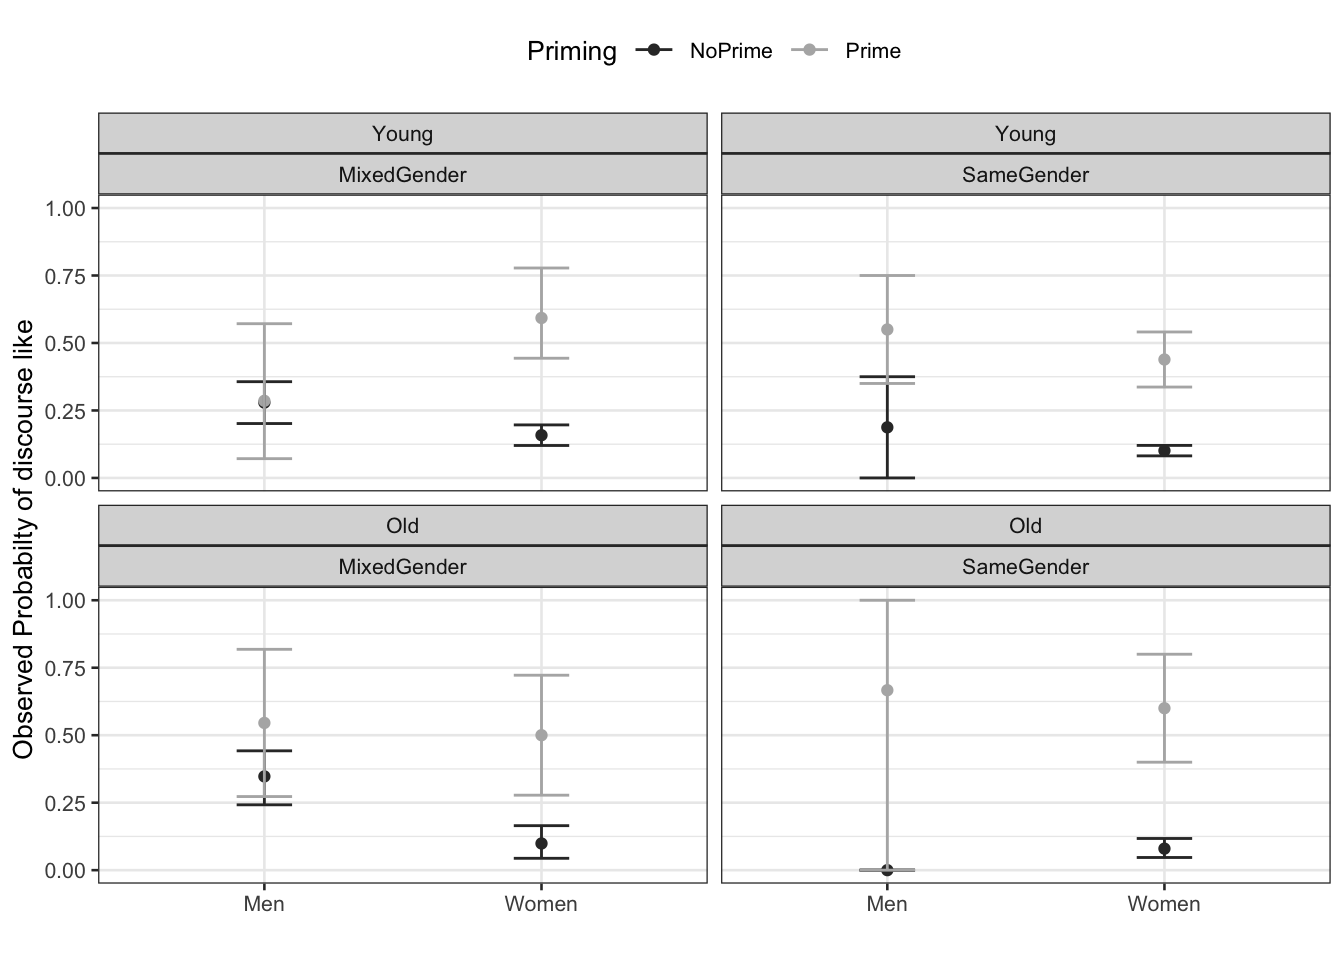 Priming NoPrime Prime
Young Young
MixedGender SameGender
1.00
0.75
0.50
0.25
0.00
Old Old
MixedGender SameGender
1.00
0.75
0.50
0.25
0.00
Men Women Men Women
Observed Probabilty of discourse like